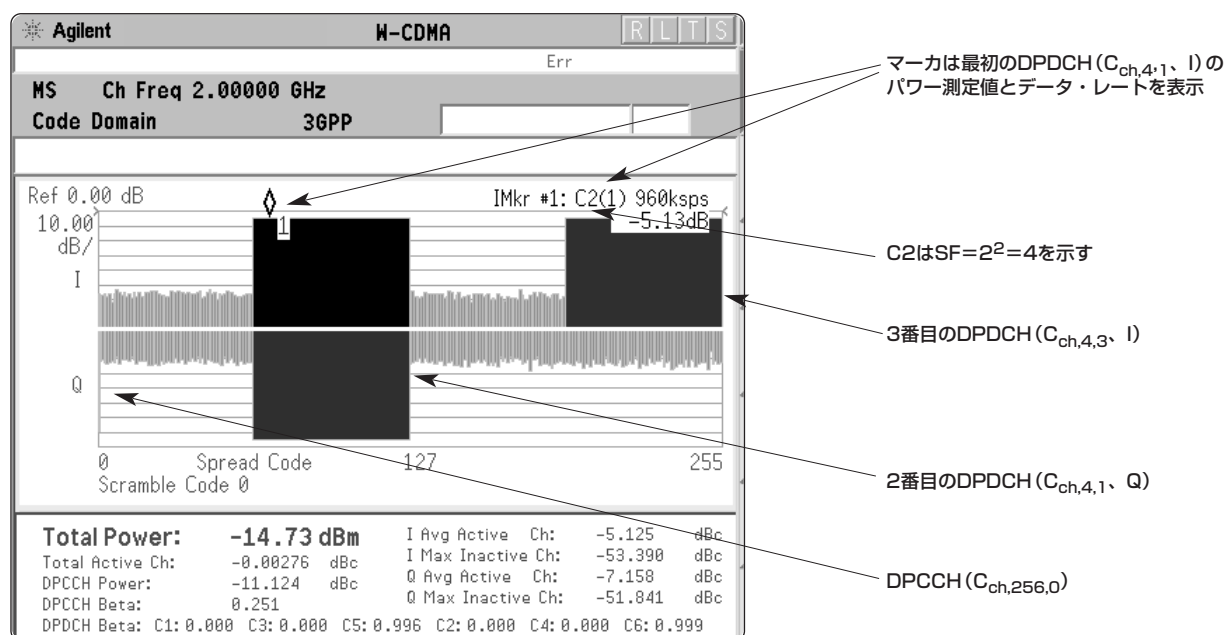 Agilent W-CDMA R L T S
Err
MS Ch Freq 2.00000 GHz
Code Domain 3GPP
Ref 0.00 dB
IMkr #1: C2(1) 960ksps
-5.13dB
10.00
dB/
1
I
Q
0 Spread Code 127 255
Scramble Code 0
Total Power: -14.73 dBm
Total Active Ch: -0.00276 dBc
DPCCH Power: -11.124 dBc
DPCCH Beta: 0.251
I Avg Active Ch: -5.125 dBc
I Max Inactive Ch: -53.390 dBc
Q Avg Active Ch: -7.158 dBc
Q Max Inactive Ch: -51.841 dBc
DPDCH Beta: C1: 0.000 C3: 0.000 C5: 0.996 C2: 0.000 C4: 0.000 C6: 0.999
マーカは最初のDPDCH(Cch,4,1、I)の
パワー測定値とデータ・レートを表示
C2はSF=2²=4を示す
3番目のDPDCH(Cch,4,3、I)
2番目のDPDCH(Cch,4,1、Q)
DPCCH(Cch,256,0)